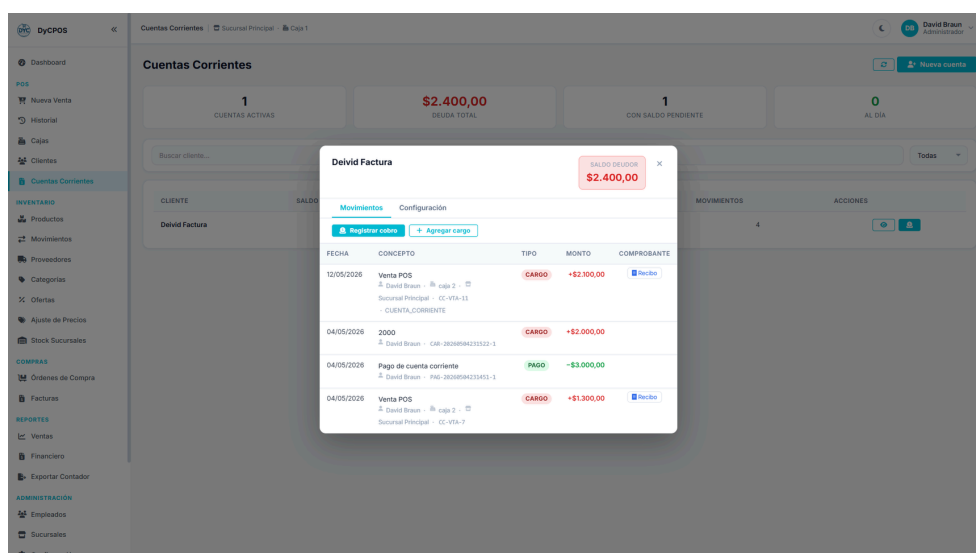 DYC
DyCPOS
«
Cuentas Corrientes | Sucursal Principal · Caja 1
DB
David Braun
Administrador
Dashboard
POS
Nueva Venta
Historial
Cajas
Clientes
Cuentas Corrientes
INVENTARIO
Productos
Movimientos
Proveedores
Categorías
Ofertas
Ajuste de Precios
Stock Sucursales
COMPRAS
Órdenes de Compra
Facturas
REPORTES
Ventas
Financiero
Exportar Contador
ADMINISTRACIÓN
Empleados
Sucursales
Cuentas Corrientes
Nueva cuenta
1
CUENTAS ACTIVAS
$2.400,00
DEUDA TOTAL
1
CON SALDO PENDIENTE
0
AL DÍA
Buscar cliente...
Todas
CLIENTE SALDO MOVIMIENTOS ACCIONES
Deivid Factura 4
Deivid Factura
SALDO DEUDOR
$2.400,00
×
Movimientos Configuración
Registrar cobro + Agregar cargo
FECHA CONCEPTO TIPO MONTO COMPROBANTE
12/05/2026 Venta POS CARGO +$2.100,00 Recibo
David Braun · caja 2 ·
Sucursal Principal · CC-VTA-11
· CUENTA_CORRIENTE
04/05/2026 2000 CARGO +$2.000,00
David Braun · CAR-20260504231522-1
04/05/2026 Pago de cuenta corriente PAGO −$3.000,00
David Braun · PAG-20260504233451-1
04/05/2026 Venta POS CARGO +$1.300,00 Recibo
David Braun · caja 2 ·
Sucursal Principal · CC-VTA-7